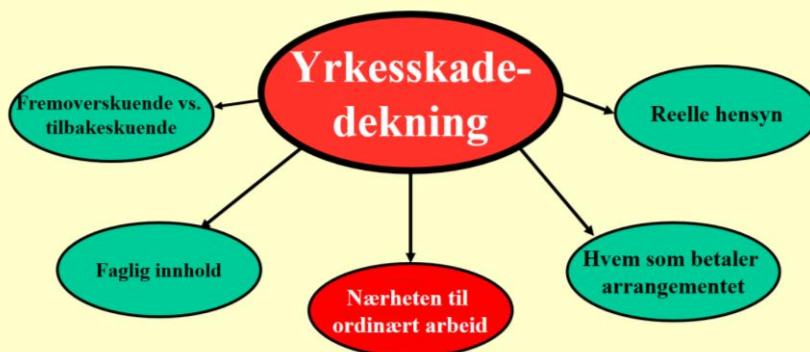 Yrkesskade-
dekning
Fremoverskuende vs.
tilbakeskuende
Reelle hensyn
Faglig innhold
Nærheten til
ordinært arbeid
Hvem som betaler
arrangementet